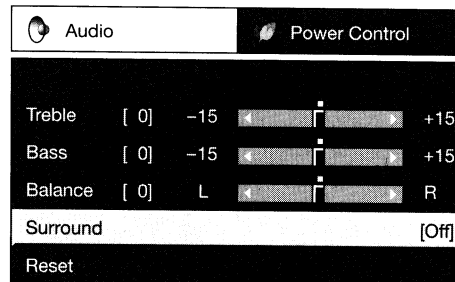 Audio Power Control
Treble [ 0] −15 +15
Bass [ 0] −15 +15
Balance [ 0] L R
Surround [Off]
Reset